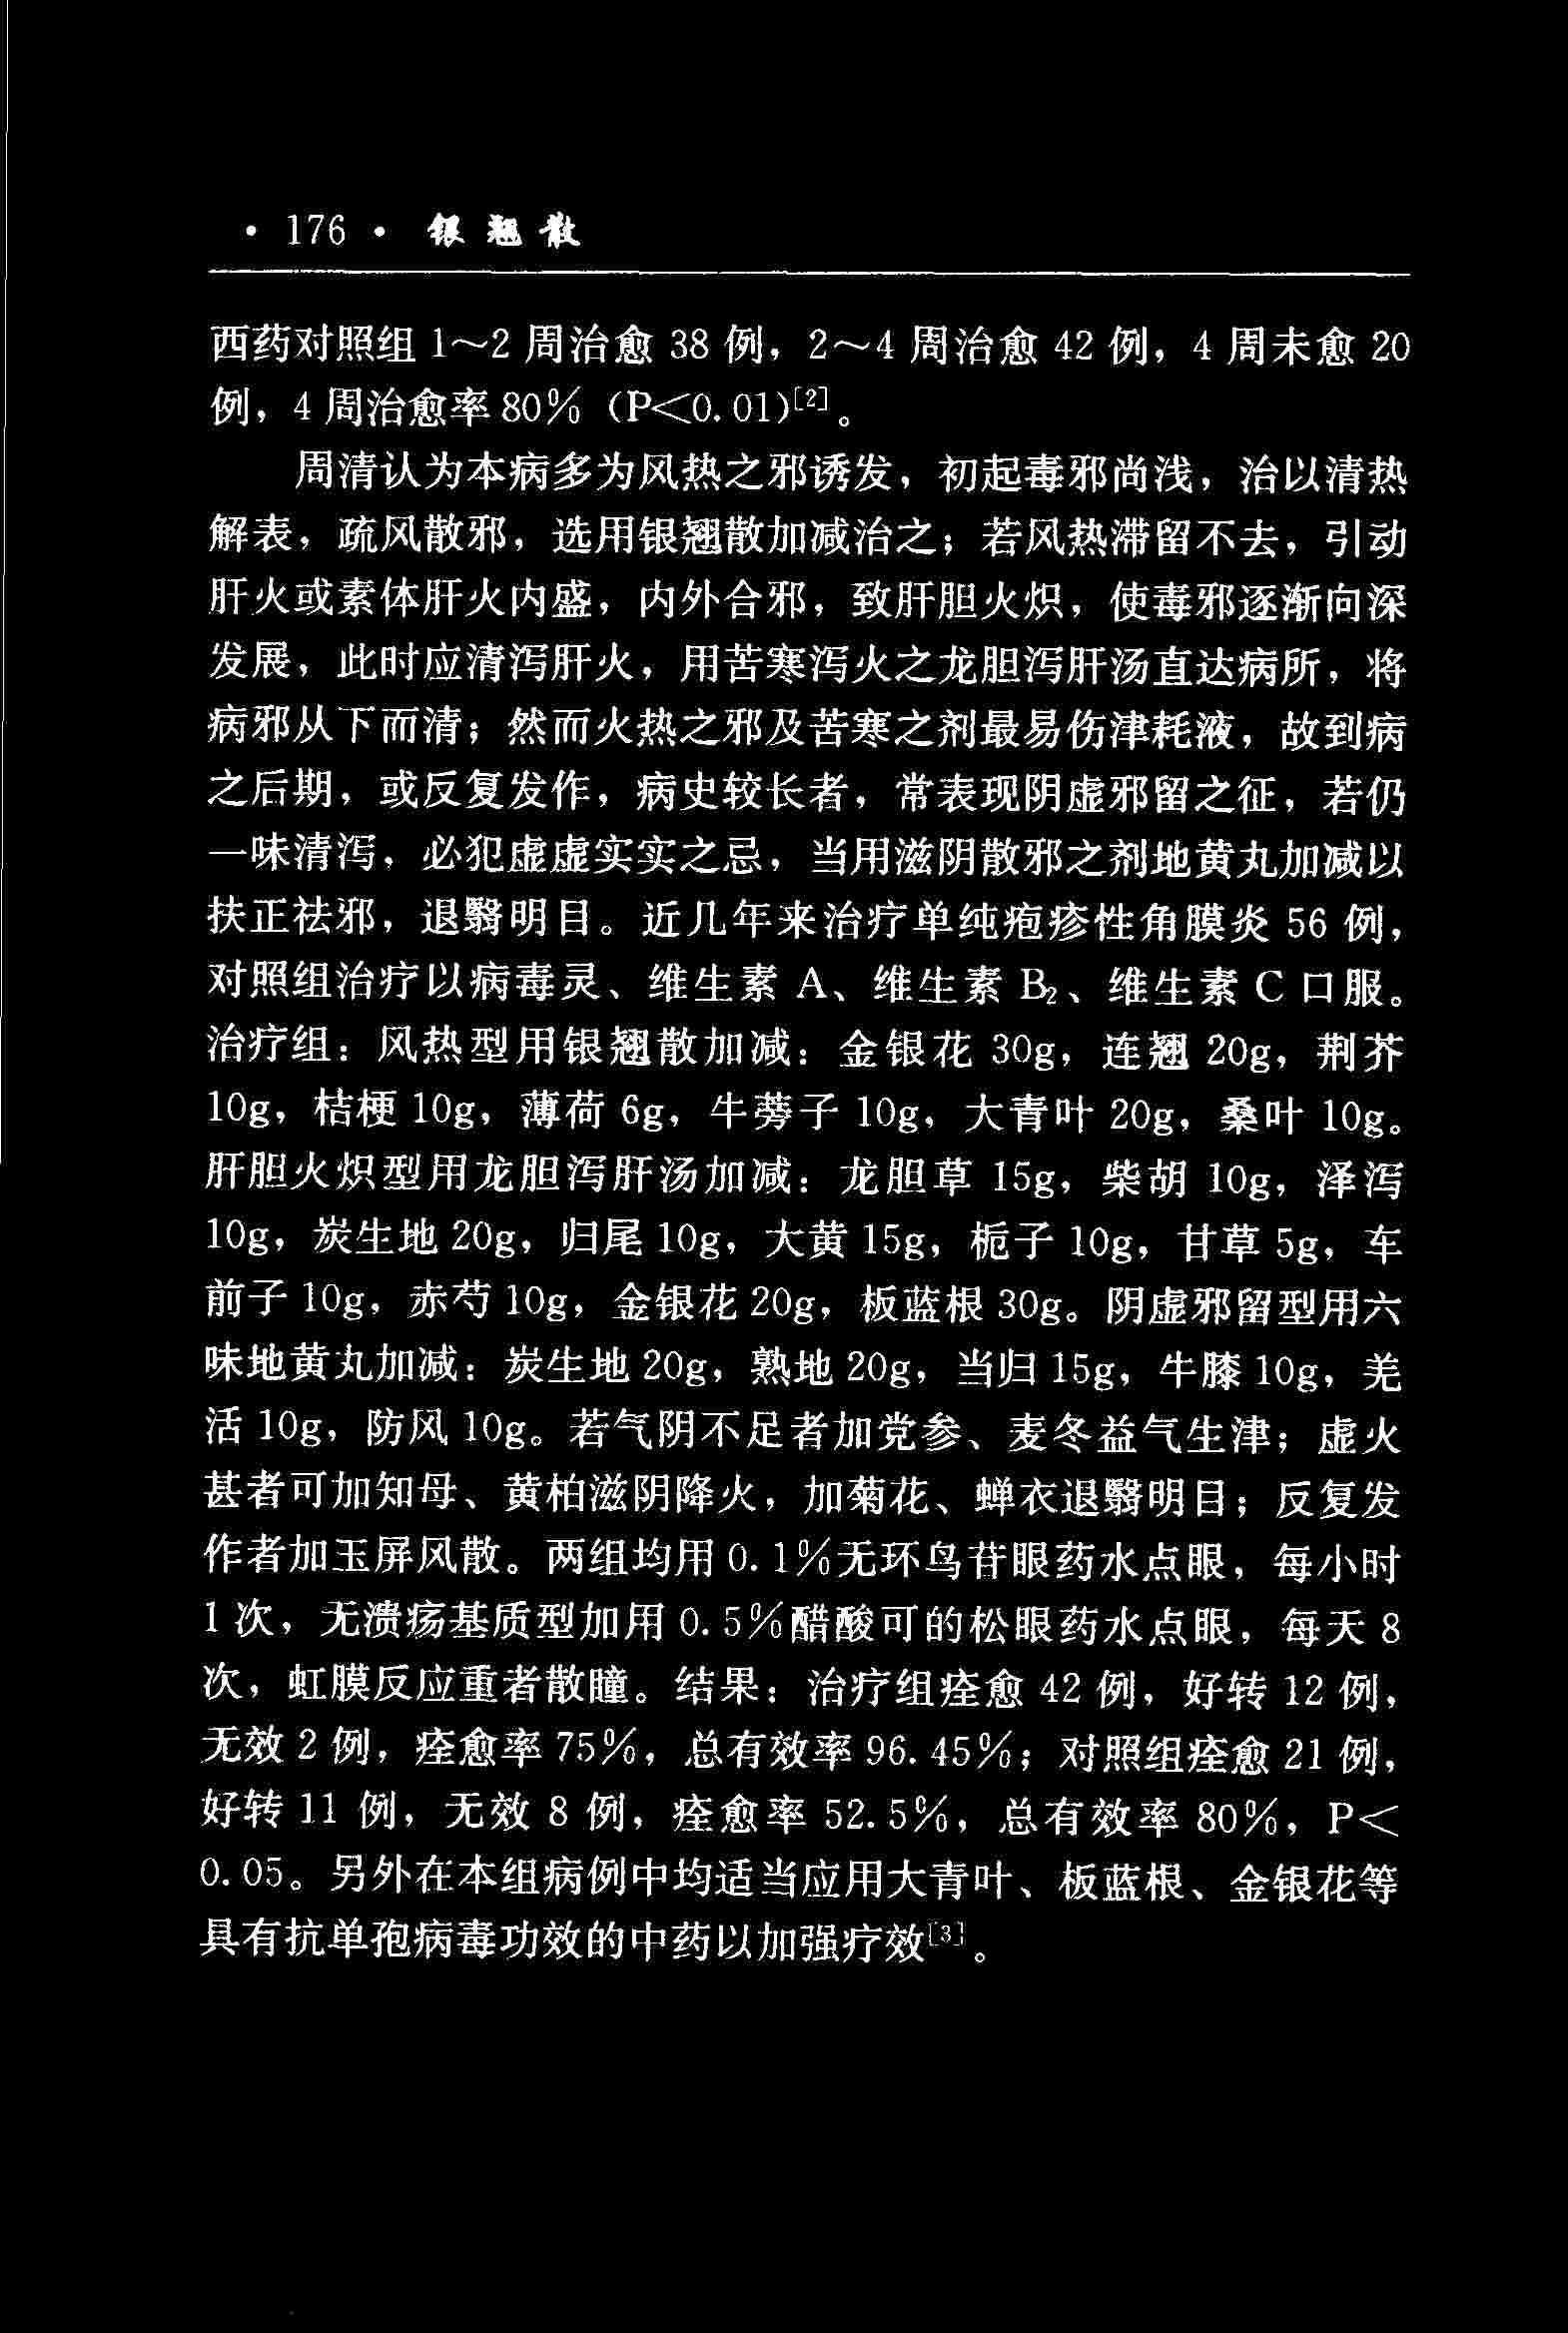 · 176 · 银翘散
西药对照组 1～2 周治愈 38 例，2～4 周治愈 42 例，4 周未愈 20
例，4 周治愈率 80%（P<0.01）[2]。
周清认为本病多为风热之邪诱发，初起毒邪尚浅，治以清热
解表，疏风散邪，选用银翘散加减治之；若风热滞留不去，引动
肝火或素体肝火内盛，内外合邪，致肝胆火炽，使毒邪逐渐向深
发展，此时应清泻肝火，用苦寒泻火之龙胆泻肝汤直达病所，将
病邪从下而清；然而火热之邪及苦寒之剂最易伤津耗液，故到病
之后期，或反复发作，病史较长者，常表现阴虚邪留之征，若仍
一味清泻，必犯虚虚实实之忌，当用滋阴散邪之剂地黄丸加减以
扶正祛邪，退翳明目。近几年来治疗单纯疱疹性角膜炎 56 例，
对照组治疗以病毒灵、维生素 A、维生素 B₂、维生素 C 口服。
治疗组：风热型用银翘散加减：金银花 30g，连翘 20g，荆芥
10g，桔梗 10g，薄荷 6g，牛蒡子 10g，大青叶 20g，桑叶 10g。
肝胆火炽型用龙胆泻肝汤加减：龙胆草 15g，柴胡 10g，泽泻
10g，炭生地 20g，归尾 10g，大黄 15g，栀子 10g，甘草 5g，车
前子 10g，赤芍 10g，金银花 20g，板蓝根 30g。阴虚邪留型用六
味地黄丸加减：炭生地 20g，熟地 20g，当归 15g，牛膝 10g，羌
活 10g，防风 10g。若气阴不足者加党参、麦冬益气生津；虚火
甚者可加知母、黄柏滋阴降火，加菊花、蝉衣退翳明目；反复发
作者加玉屏风散。两组均用 0.1%无环鸟苷眼药水点眼，每小时
1 次，无溃疡基质型加用 0.5%醋酸可的松眼药水点眼，每天 8
次，虹膜反应重者散瞳。结果：治疗组痊愈 42 例，好转 12 例，
无效 2 例，痊愈率 75%，总有效率 96.45%；对照组痊愈 21 例，
好转 11 例，无效 8 例，痊愈率 52.5%，总有效率 80%，P<
0.05。另外在本组病例中均适当应用大青叶、板蓝根、金银花等
具有抗单孢病毒功效的中药以加强疗效[3]。